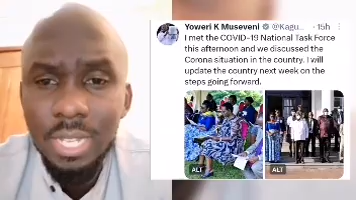 Yoweri K Museveni @Kagu... · 15h
I met the COVID-19 National Task Force
this afternoon and we discussed the
Corona situation in the country. I will
update the country next week on the
steps going forward.
ALT
ALT